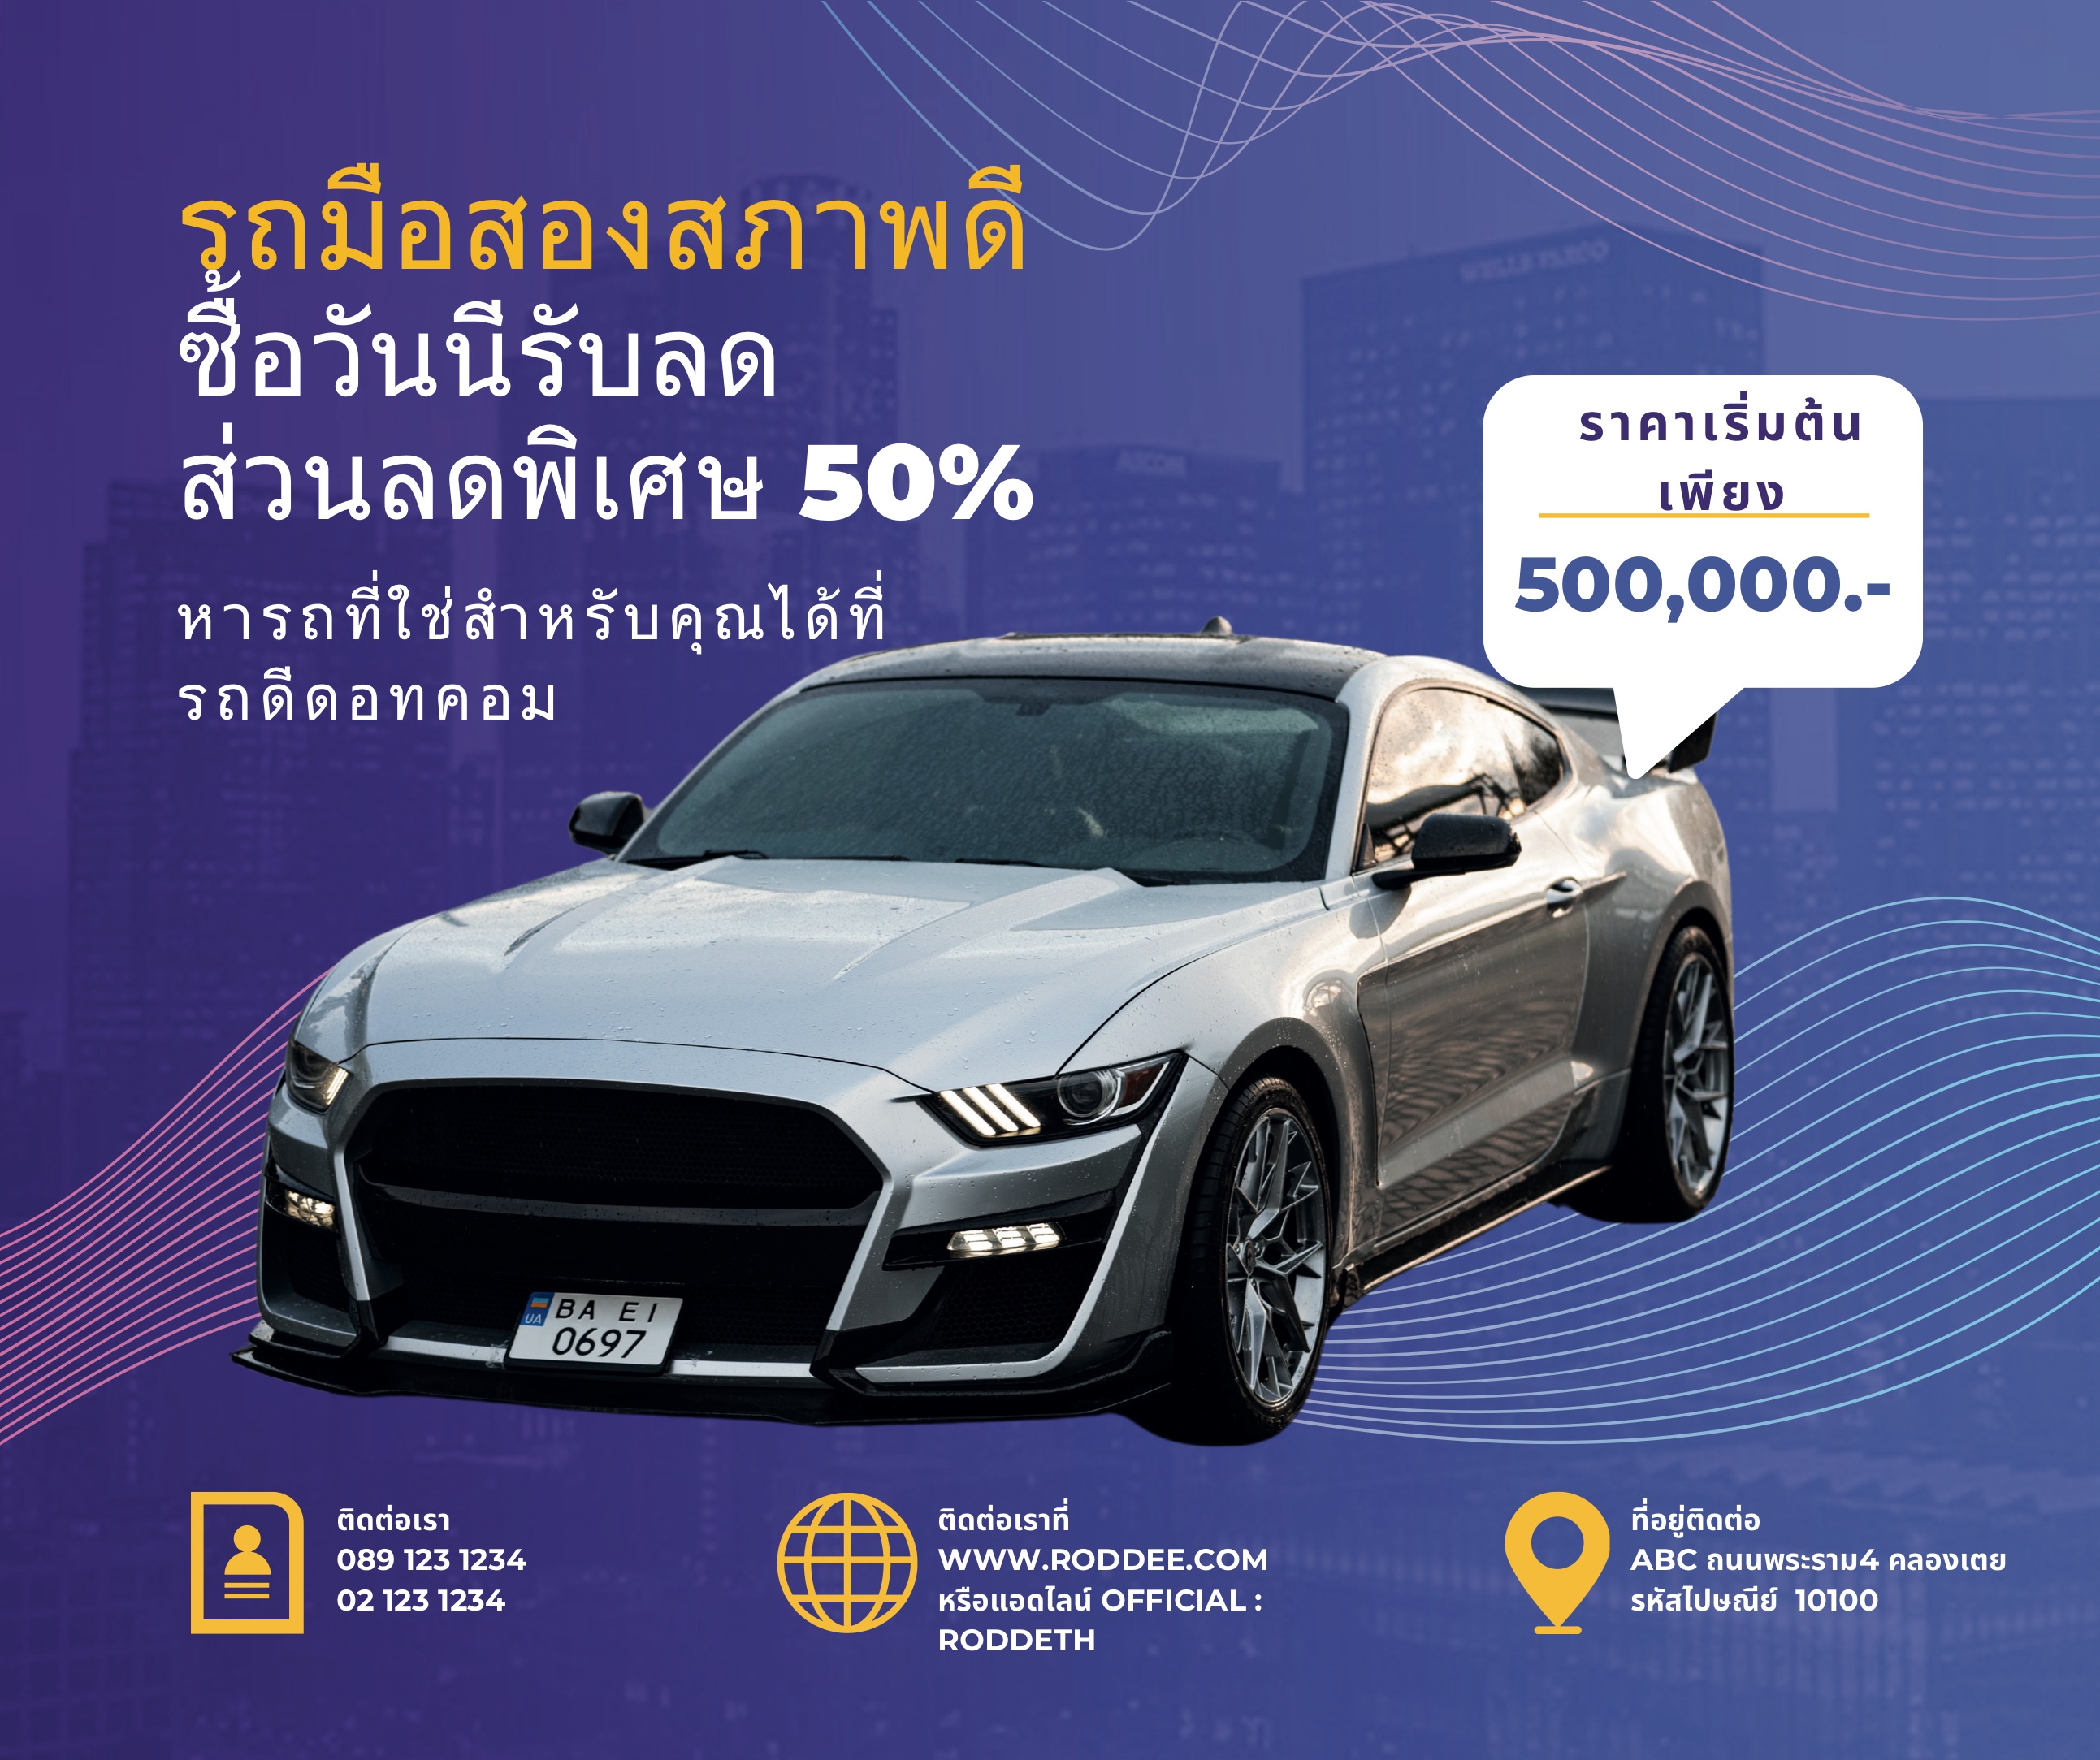 รถมือสองสภาพดี
ซื้อวันนี้รับลด
ส่วนลดพิเศษ 50%
หารถที่ใช่สำหรับคุณได้ที่
รถดีดอทคอม
ราคาเริ่มต้น
เพียง
500,000.-
WELLS FARGO
AECOM
UA
BA EI
0697
ติดต่อเรา
089 123 1234
02 123 1234
ติดต่อเราที่
WWW.RODDEE.COM
หรือแอดไลน์ OFFICIAL :
RODDETH
ที่อยู่ติดต่อ
ABC ถนนพระราม4 คลองเตย
รหัสไปษณีย์ 10100